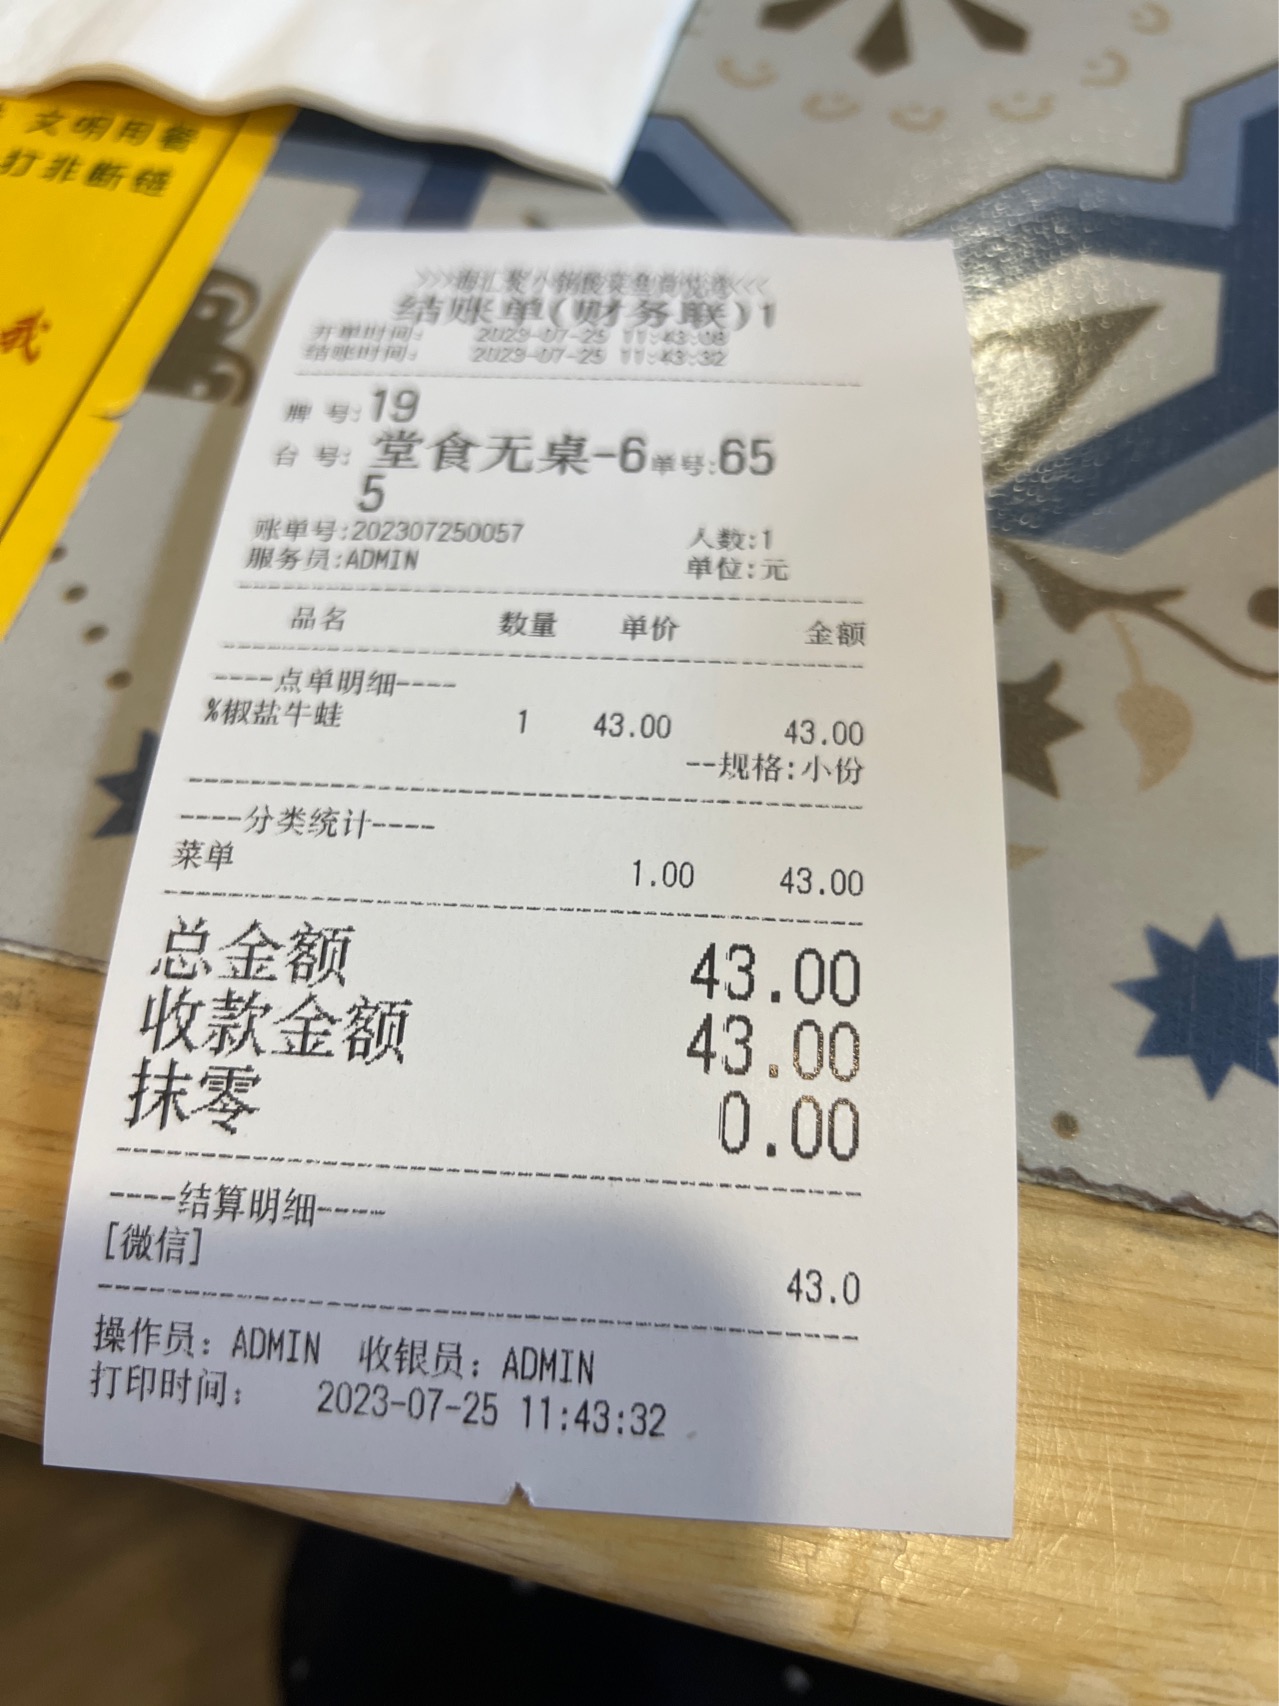 文明用餐
打非断链
我
结账单(财务联)1
开单时间: 2023-07-25 11:43:08
结账时间: 2023-07-25 11:43:32
牌 号:19
台 号: 堂食无桌-6单号:65
5
账单号:202307250057 人数:1
服务员:ADMIN 单位:元
品名 数量 单价 金额
----点单明细----
%椒盐牛蛙 1 43.00 43.00
--规格:小份
----分类统计----
菜单 1.00 43.00
总金额 43.00
收款金额 43.00
抹零 0.00
----结算明细----
[微信] 43.0
操作员: ADMIN 收银员: ADMIN
打印时间: 2023-07-25 11:43:32